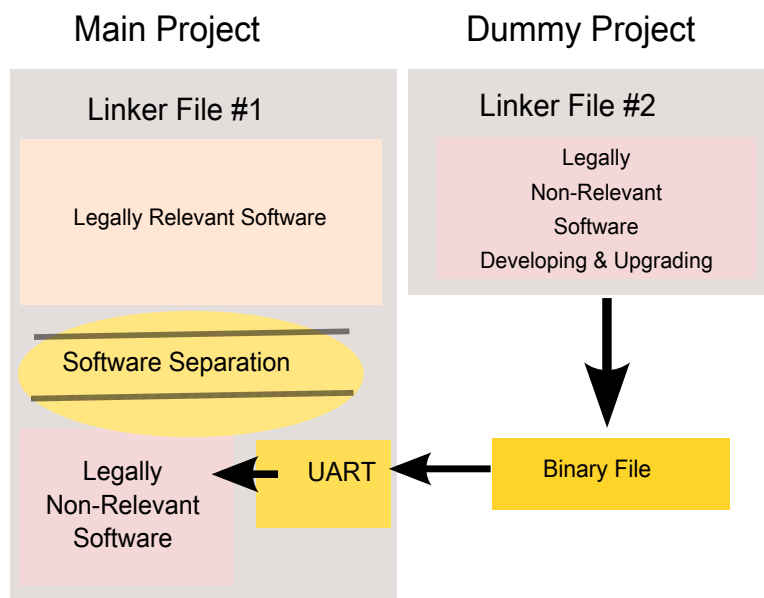 Main Project
Linker File #1
Legally Relevant Software
Software Separation
Legally
Non-Relevant
Software
UART
Dummy Project
Linker File #2
Legally
Non-Relevant
Software
Developing & Upgrading
Binary File